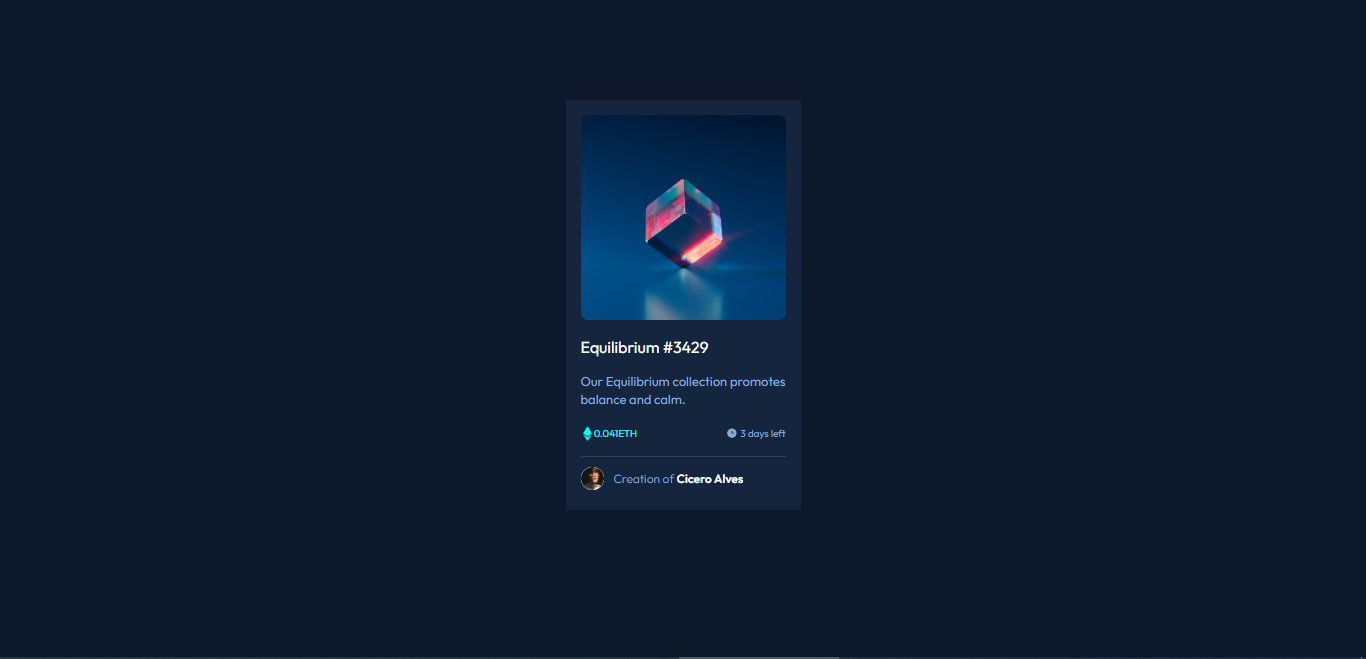 Equilibrium #3429
Our Equilibrium collection promotes
balance and calm.
0.041ETH
3 days left
Creation of Cicero Alves